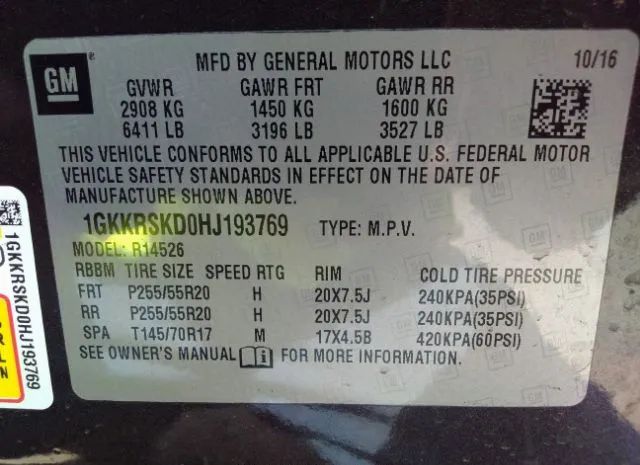 GM
MFD BY GENERAL MOTORS LLC 10/16
GVWR GAWR FRT GAWR RR
2908 KG 1450 KG 1600 KG
6411 LB 3196 LB 3527 LB
THIS VEHICLE CONFORMS TO ALL APPLICABLE U.S. FEDERAL MOTOR
VEHICLE SAFETY STANDARDS IN EFFECT ON THE DATE OF
MANUFACTURE SHOWN ABOVE.
1GKKRSKD0HJ193769 TYPE: M.P.V.
MODEL: R14526
RBBM TIRE SIZE SPEED RTG RIM COLD TIRE PRESSURE
FRT P255/55R20 H 20X7.5J 240KPA(35PSI)
RR P255/55R20 H 20X7.5J 240KPA(35PSI)
SPA T145/70R17 M 17X4.5B 420KPA(60PSI)
SEE OWNER'S MANUAL FOR MORE INFORMATION.
1GKKRSKD0HJ193769